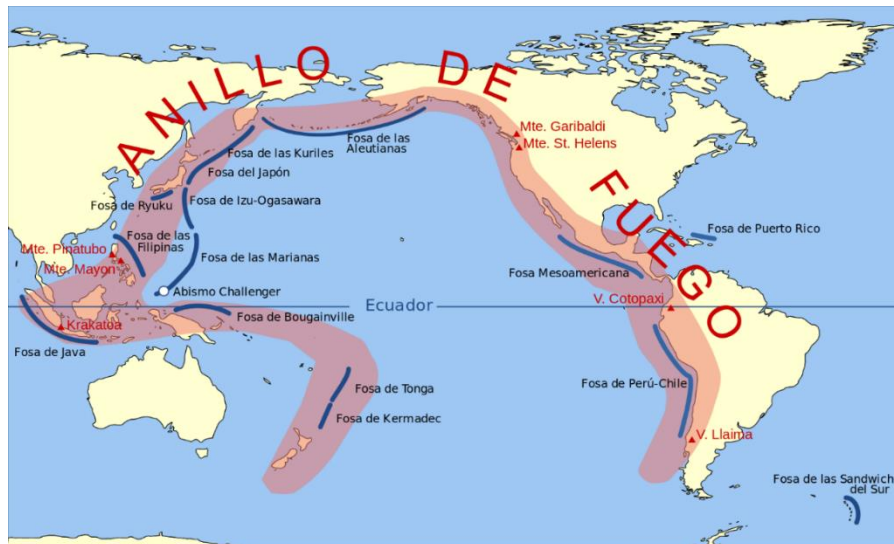 ANILLO DE FUEGO
Mte. Garibaldi
Mte. St. Helens
Fosa de las
Aleutianas
Fosa de las Kuriles
Fosa del Japón
Fosa de Ryuku
Fosa de Izu-Ogasawara
Fosa de Puerto Rico
Fosa de las
Filipinas
Mte. Pinatubo
Mte. Mayon
Fosa de las Marianas
Fosa Mesoamericana
Abismo Challenger
Ecuador
V. Cotopaxi
Krakatoa
Fosa de Bougainville
Fosa de Java
Fosa de Tonga
Fosa de Perú-Chile
Fosa de Kermadec
V. Llaima
Fosa de las Sandwich
del Sur